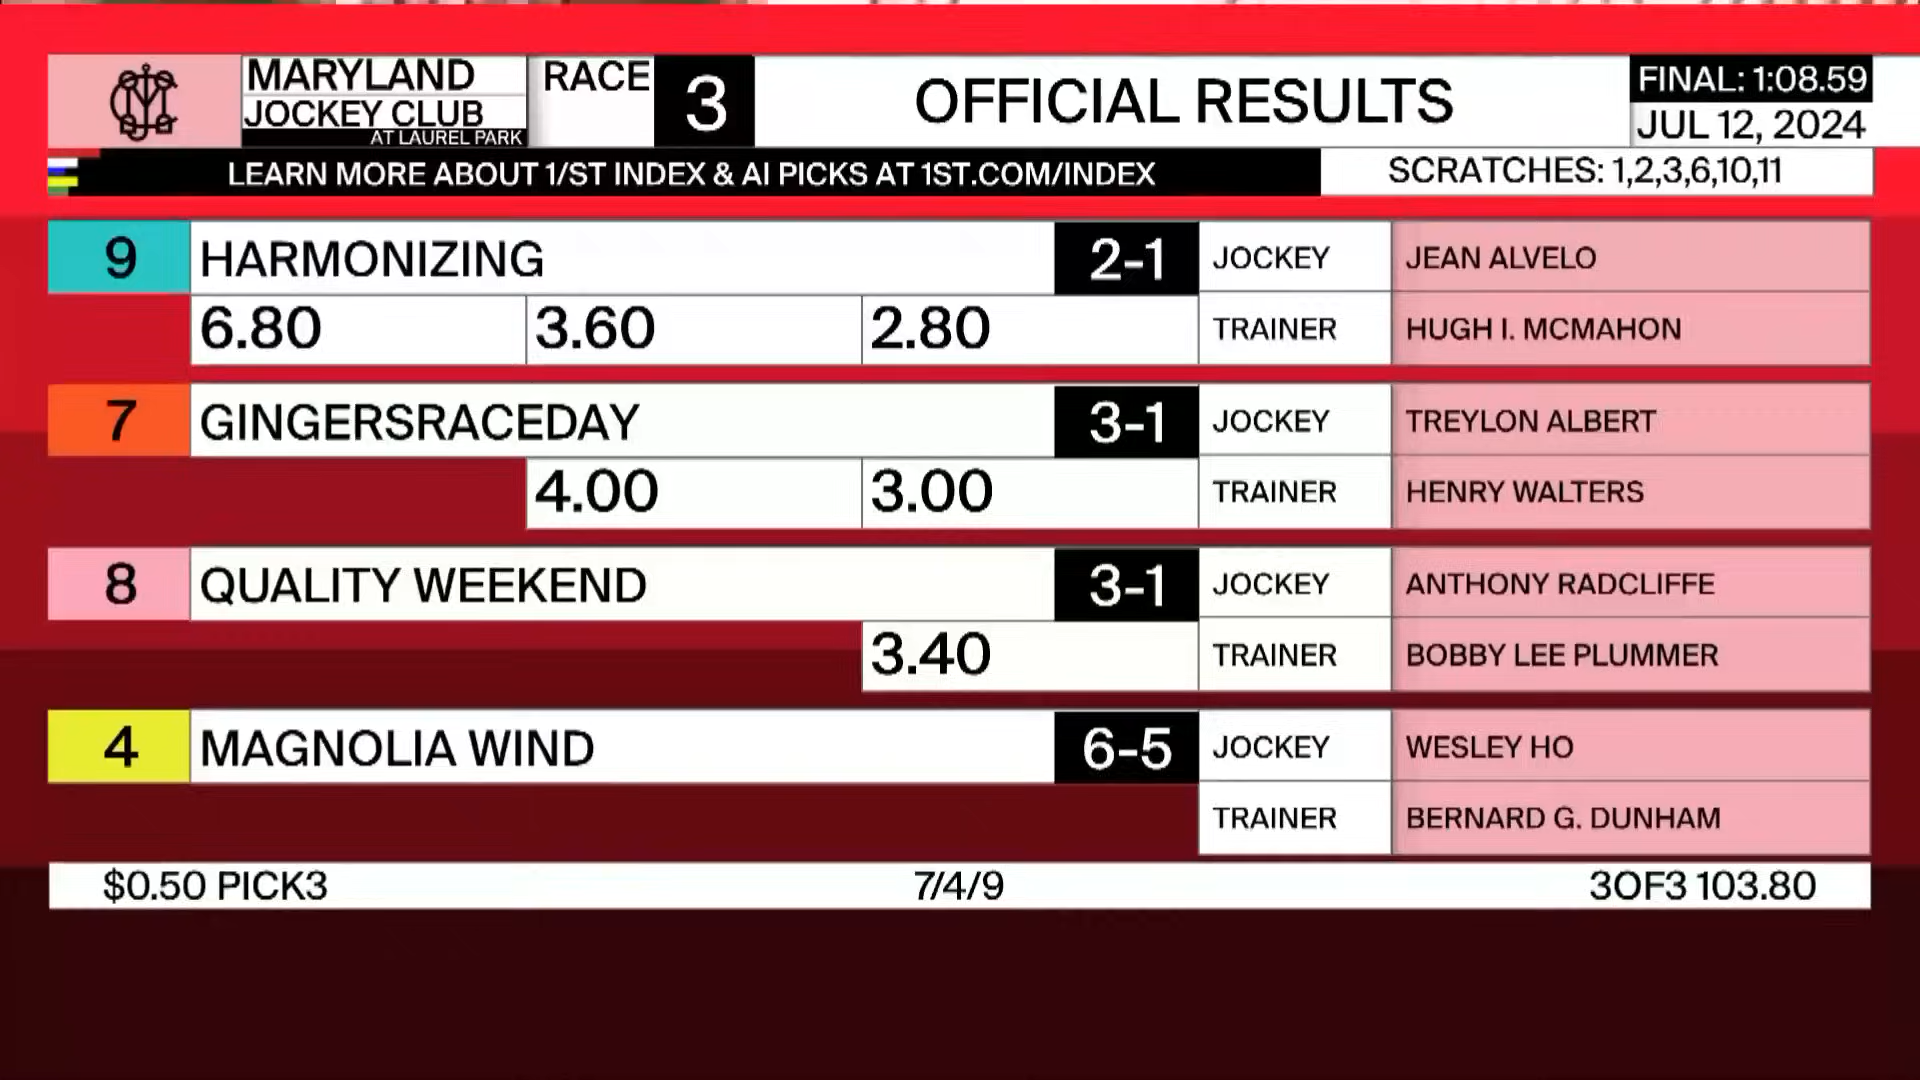 MARYLAND
JOCKEY CLUB
AT LAUREL PARK
RACE 3
OFFICIAL RESULTS
FINAL: 1:08.59
JUL 12, 2024
LEARN MORE ABOUT 1/ST INDEX & AI PICKS AT 1ST.COM/INDEX
SCRATCHES: 1,2,3,6,10,11
9 HARMONIZING 2-1 JOCKEY JEAN ALVELO
6.80 3.60 2.80 TRAINER HUGH I. MCMAHON
7 GINGERSRACEDAY 3-1 JOCKEY TREYLON ALBERT
4.00 3.00 TRAINER HENRY WALTERS
8 QUALITY WEEKEND 3-1 JOCKEY ANTHONY RADCLIFFE
3.40 TRAINER BOBBY LEE PLUMMER
4 MAGNOLIA WIND 6-5 JOCKEY WESLEY HO
TRAINER BERNARD G. DUNHAM
$0.50 PICK3 7/4/9 3OF3 103.80